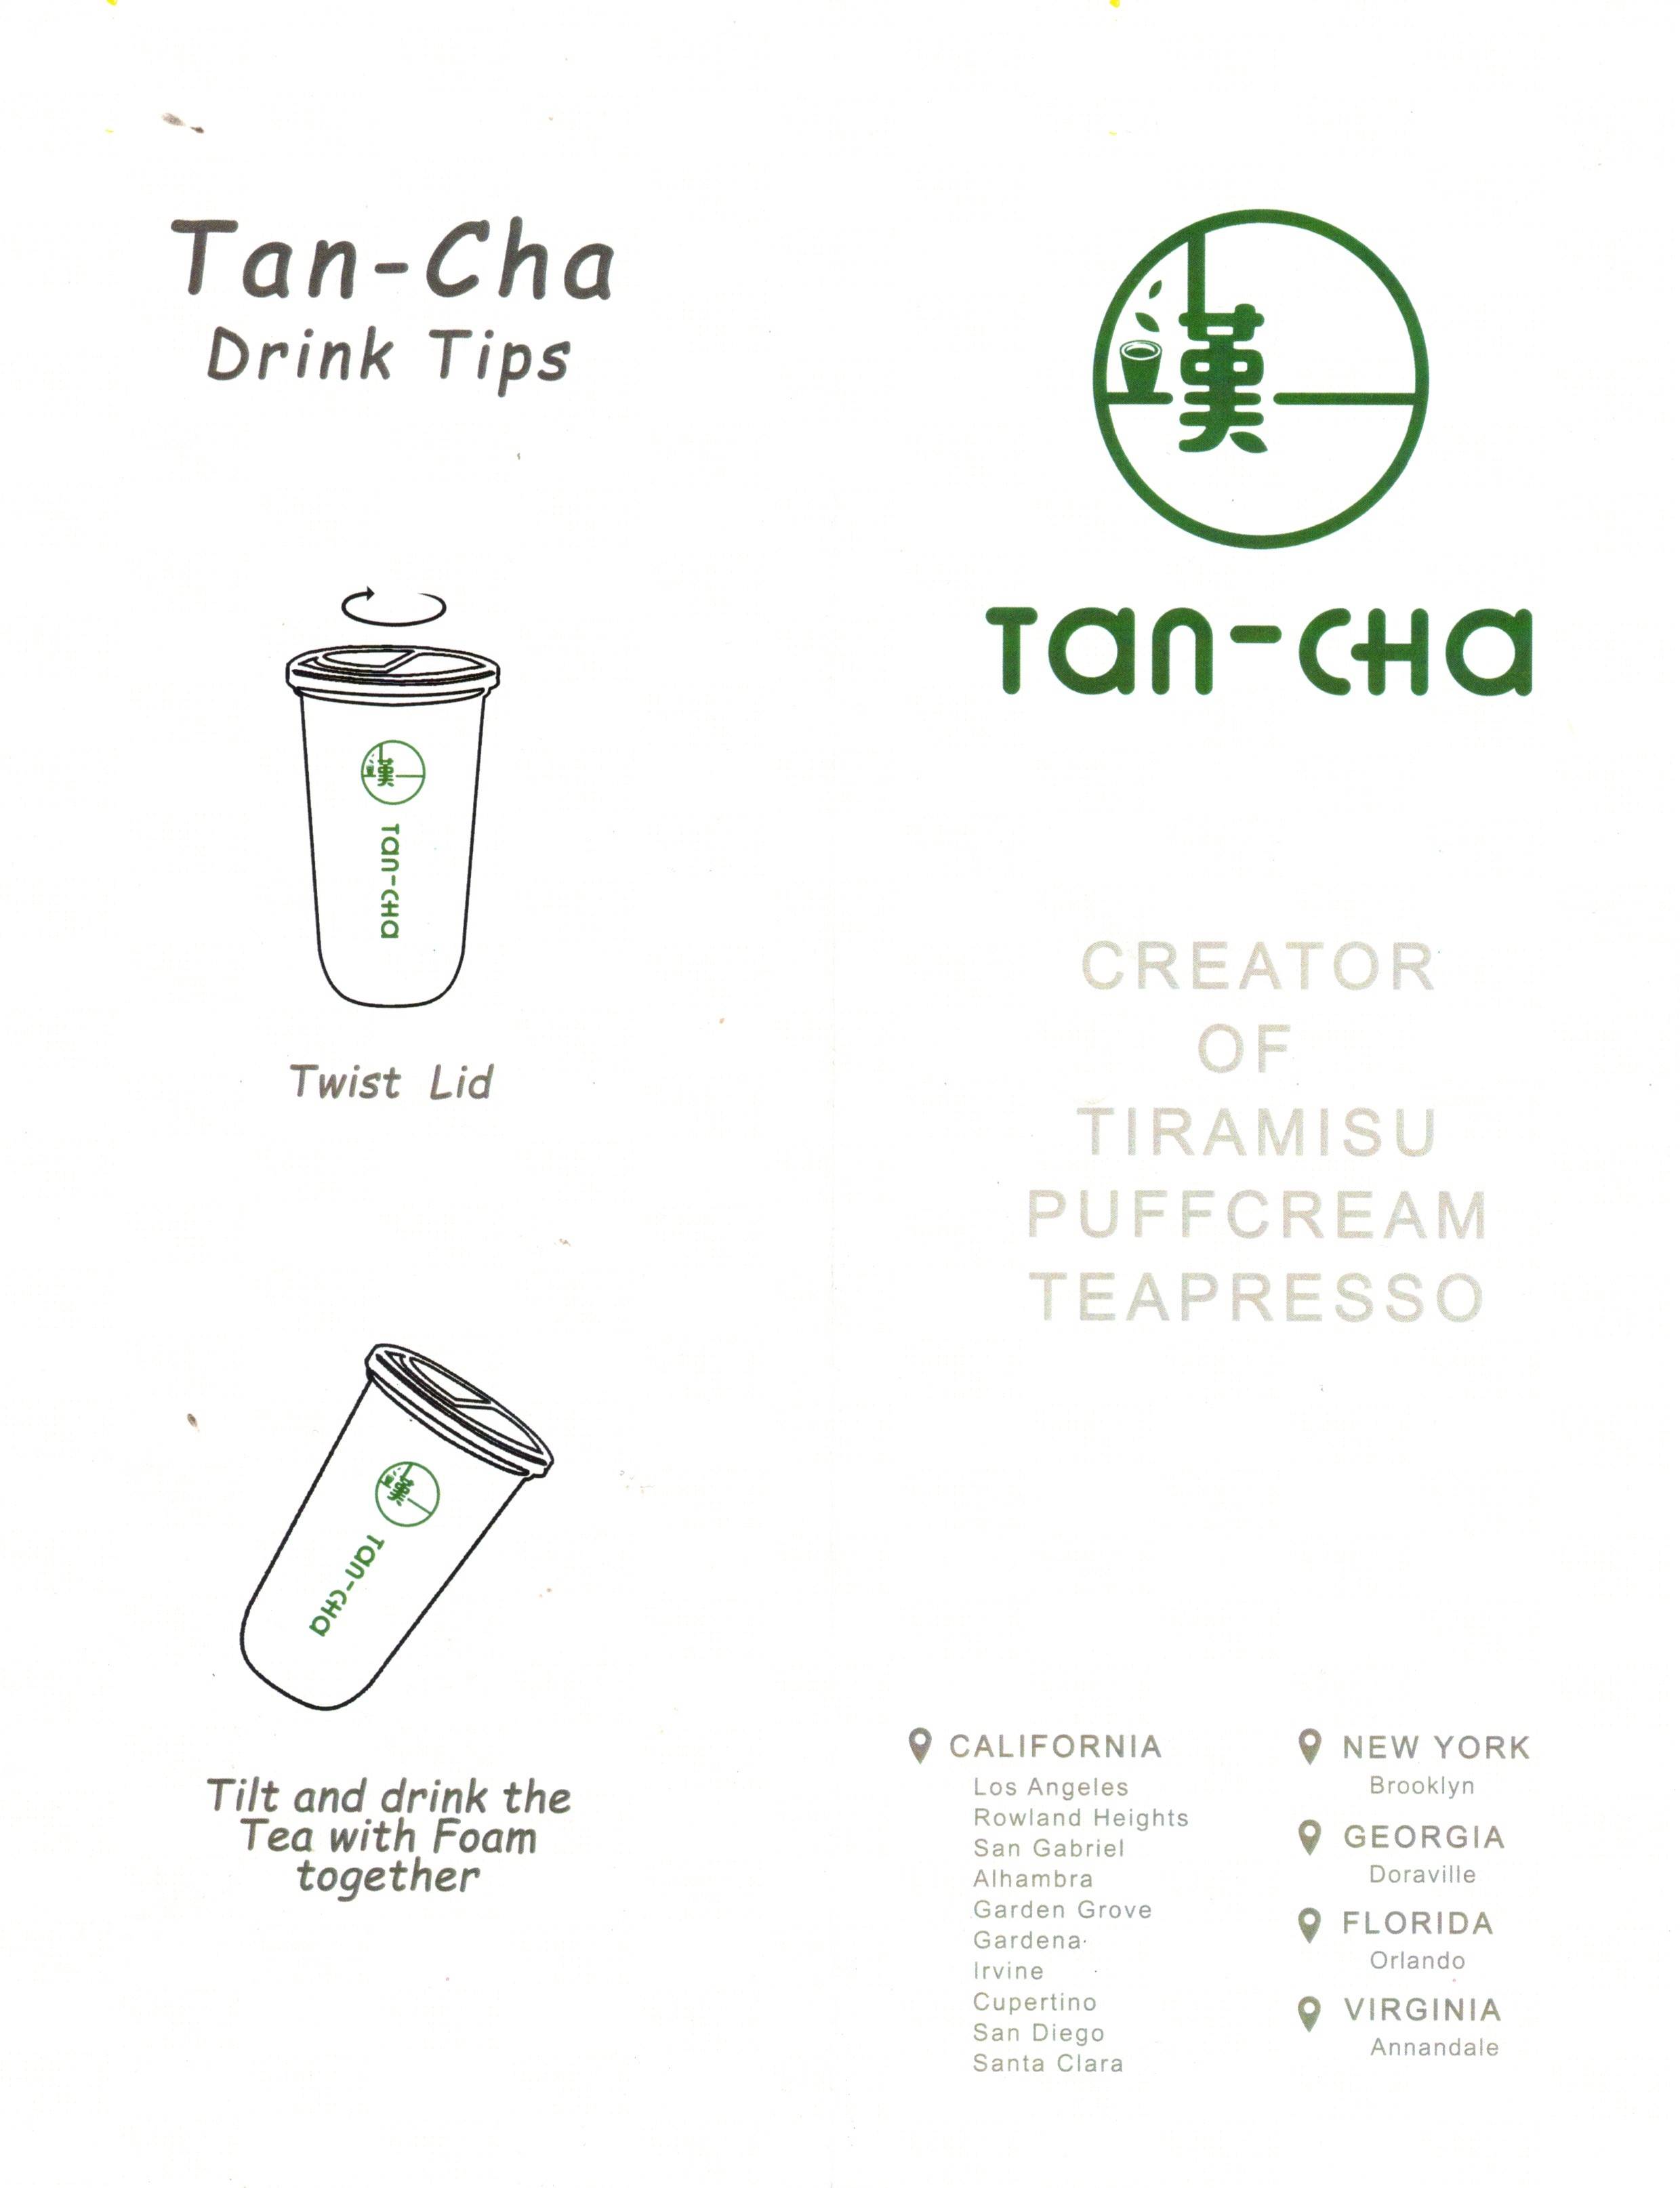 Tan-Cha
Drink Tips
漢
Tan-CHa
Twist Lid
漢
Tan-CHa
Tilt and drink the
Tea with Foam
together
漢
Tan-CHa
CREATOR
OF
TIRAMISU
PUFFCREAM
TEAPRESSO
CALIFORNIA
Los Angeles
Rowland Heights
San Gabriel
Alhambra
Garden Grove
Gardena
Irvine
Cupertino
San Diego
Santa Clara
NEW YORK
Brooklyn
GEORGIA
Doraville
FLORIDA
Orlando
VIRGINIA
Annandale